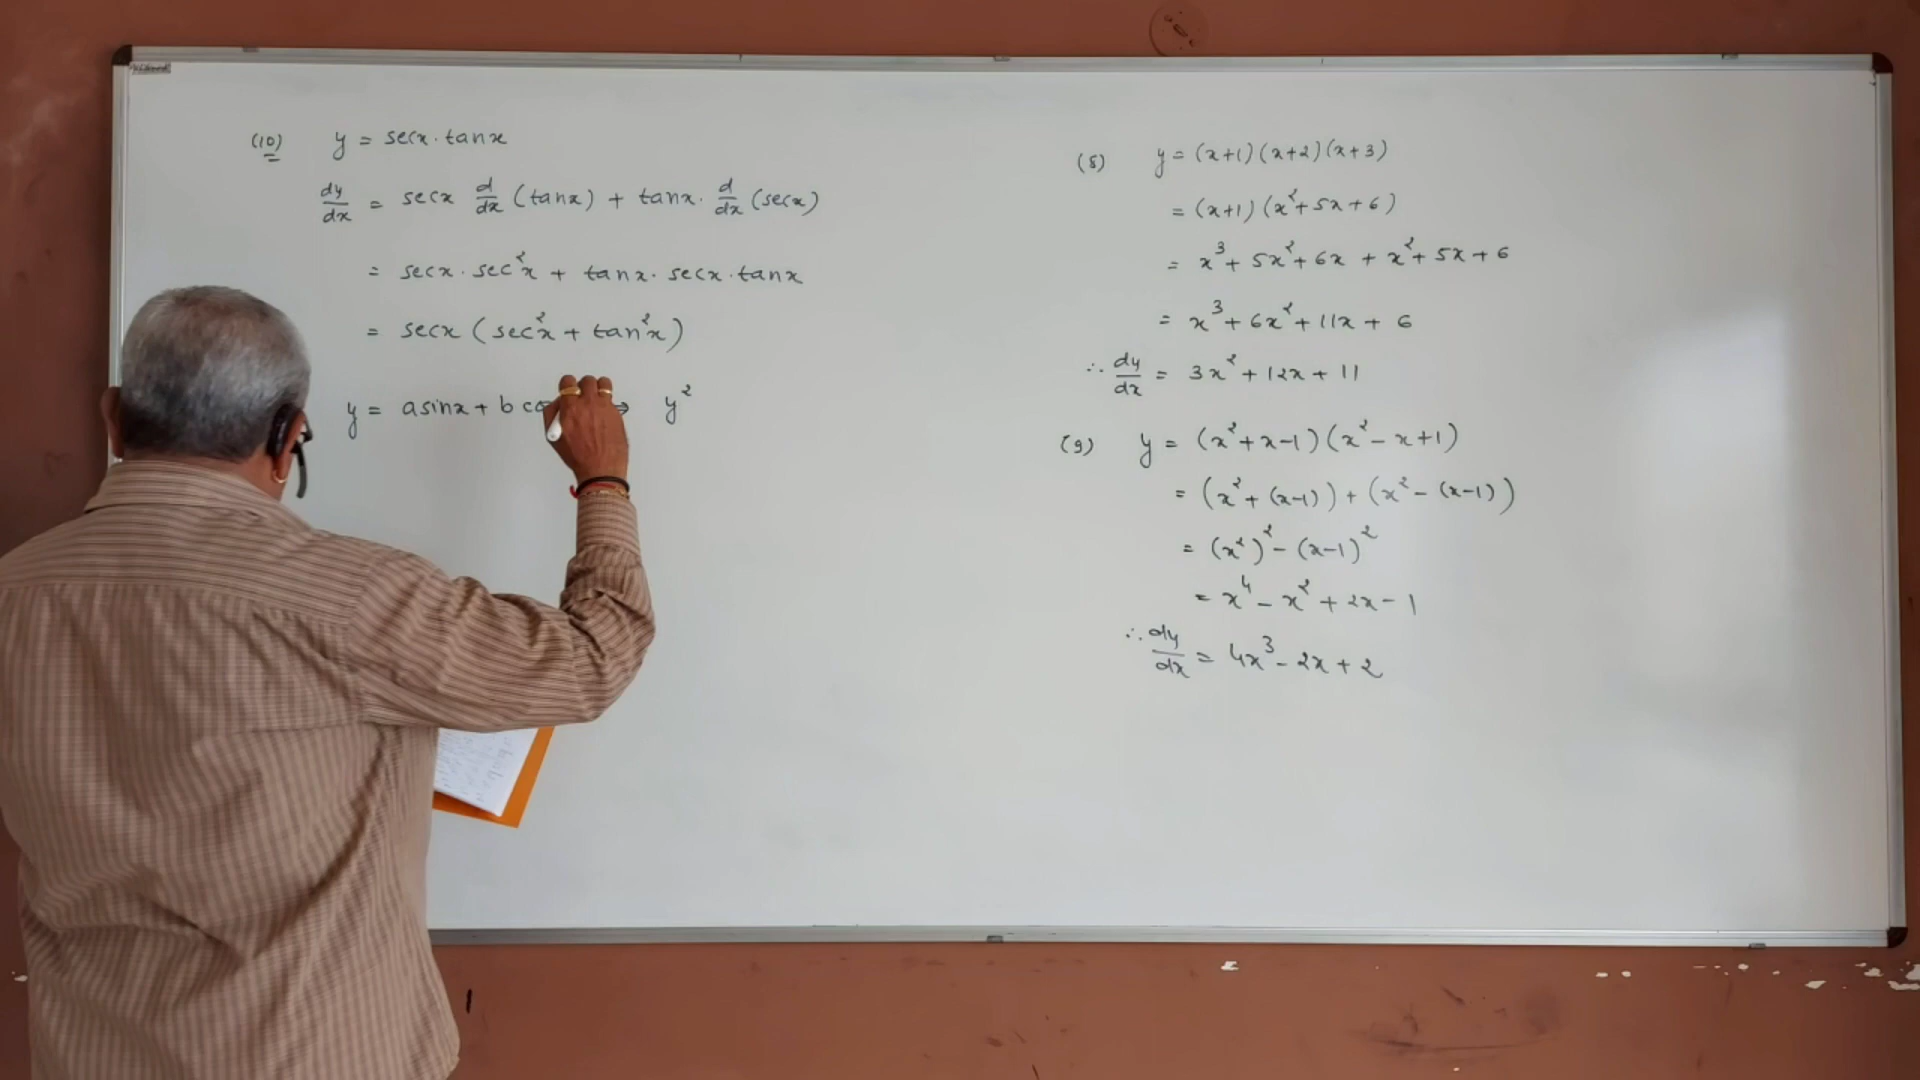 (10) y = secx . tanx
dy/dx = secx d/dx (tanx) + tanx . d/dx (secx)
= secx . sec²x + tanx . secx . tanx
= secx (sec²x + tan²x)
y = asinx + b ⇒ y²
(8) y = (x+1)(x+2)(x+3)
= (x+1)(x²+5x+6)
= x³ + 5x² + 6x + x² + 5x + 6
= x³ + 6x² + 11x + 6
∴ dy/dx = 3x² + 12x + 11
(9) y = (x²+x-1)(x²-x+1)
= (x² + (x-1)) + (x² - (x-1))
= (x²)² - (x-1)²
= x⁴ - x² + 2x - 1
∴ dy/dx = 4x³ - 2x + 2